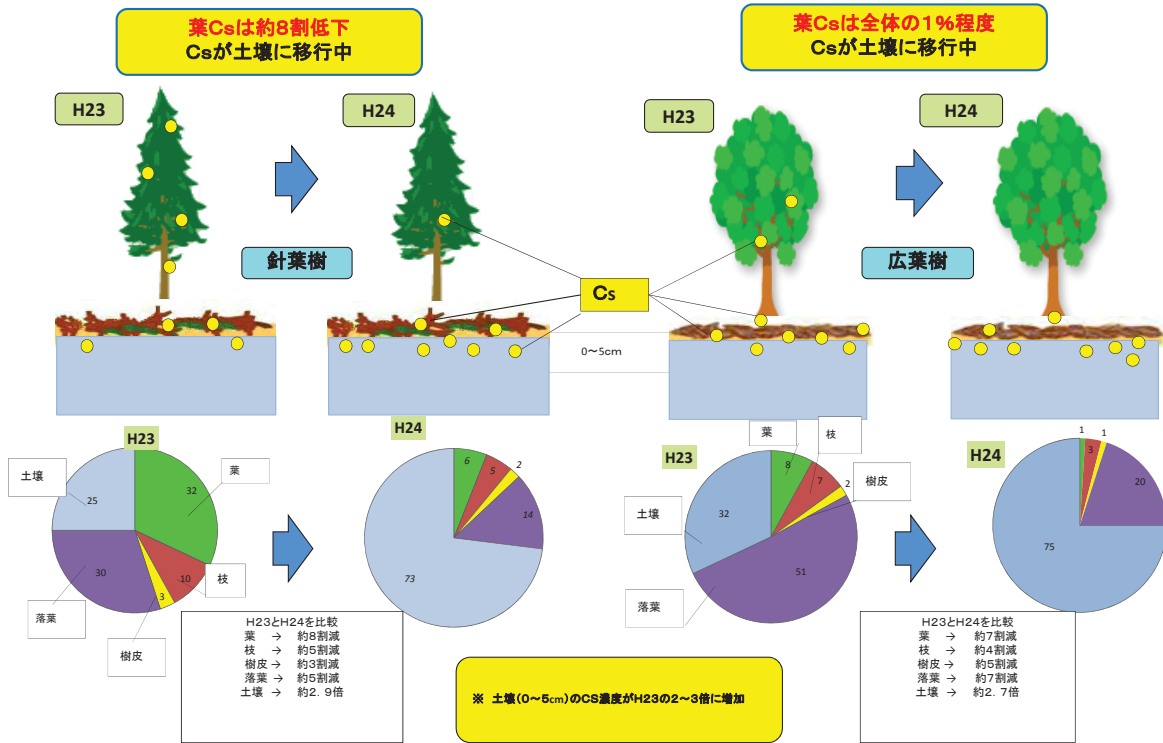 葉Csは約8割低下
Csが土壌に移行中
葉Csは全体の1%程度
Csが土壌に移行中
H23
H24
H23
H24
針葉樹
広葉樹
Cs
0～5cm
H23
土壌
葉
25
32
30
10
3
枝
落葉
樹皮
H24
6
5
2
14
73
H23
葉
枝
樹皮
土壌
8
7
2
32
51
落葉
H24
1
3
1
20
75
H23とH24を比較
葉 → 約8割減
枝 → 約5割減
樹皮→ 約3割減
落葉→ 約5割減
土壌→ 約2.9倍
※ 土壌(0～5cm)のCS濃度がH23の2～3倍に増加
H23とH24を比較
葉 → 約7割減
枝 → 約4割減
樹皮→ 約5割減
落葉→ 約7割減
土壌→ 約2.7倍